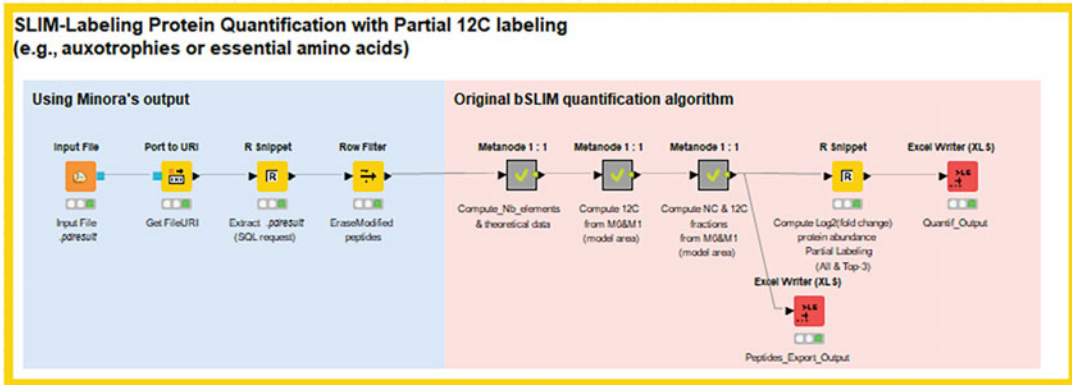 SLIM-Labeling Protein Quantification with Partial 12C labeling
(e.g., auxotrophies or essential amino acids)
Using Minora's output
Original bSLIM quantification algorithm
Input File
Port to URI
R Snippet
Row Filter
Metanode 1 : 1
Metanode 1 : 1
Metanode 1 : 1
R Snippet
Excel Writer (XLS)
Input File
.pdresult
Get FileURI
Extract .pdresult
(SQL request)
EraseModified
peptides
Compute_Nb_elements
& theoretical data
Compute 12C
from M0&M1
(model area)
Compute NC & 12C
fractions
from M0&M1
(model area)
Compute Log2(fold change)
protein abundance
Partial Labeling
(All & Top-3)
Quantif_Output
Excel Writer (XLS)
Peptides_Export_Output